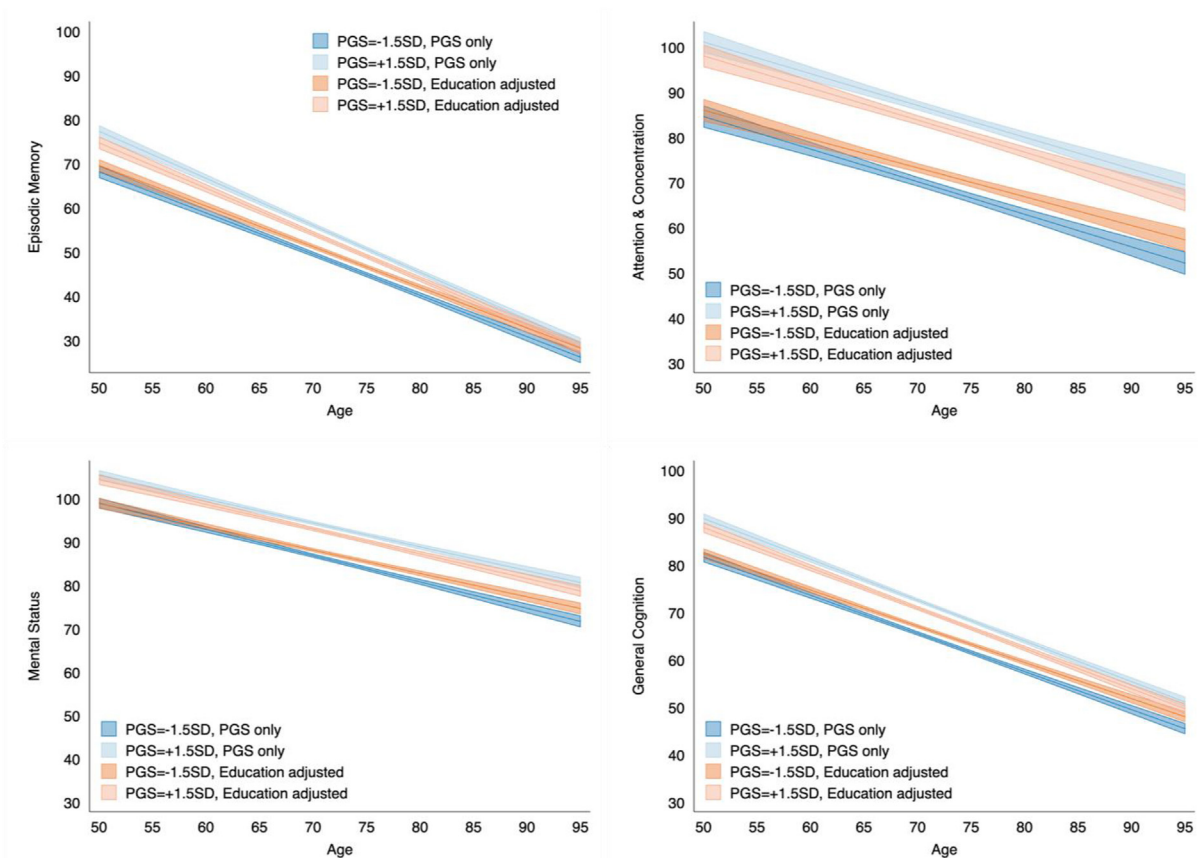 100
90
80
70
60
50
40
30
Episodic Memory
PGS=-1.5SD, PGS only
PGS=+1.5SD, PGS only
PGS=-1.5SD, Education adjusted
PGS=+1.5SD, Education adjusted
50 55 60 65 70 75 80 85 90 95
Age
100
90
80
70
60
50
40
30
Attention & Concentration
PGS=-1.5SD, PGS only
PGS=+1.5SD, PGS only
PGS=-1.5SD, Education adjusted
PGS=+1.5SD, Education adjusted
50 55 60 65 70 75 80 85 90 95
Age
100
90
80
70
60
50
40
30
Mental Status
PGS=-1.5SD, PGS only
PGS=+1.5SD, PGS only
PGS=-1.5SD, Education adjusted
PGS=+1.5SD, Education adjusted
50 55 60 65 70 75 80 85 90 95
Age
100
90
80
70
60
50
40
30
General Cognition
PGS=-1.5SD, PGS only
PGS=+1.5SD, PGS only
PGS=-1.5SD, Education adjusted
PGS=+1.5SD, Education adjusted
50 55 60 65 70 75 80 85 90 95
Age